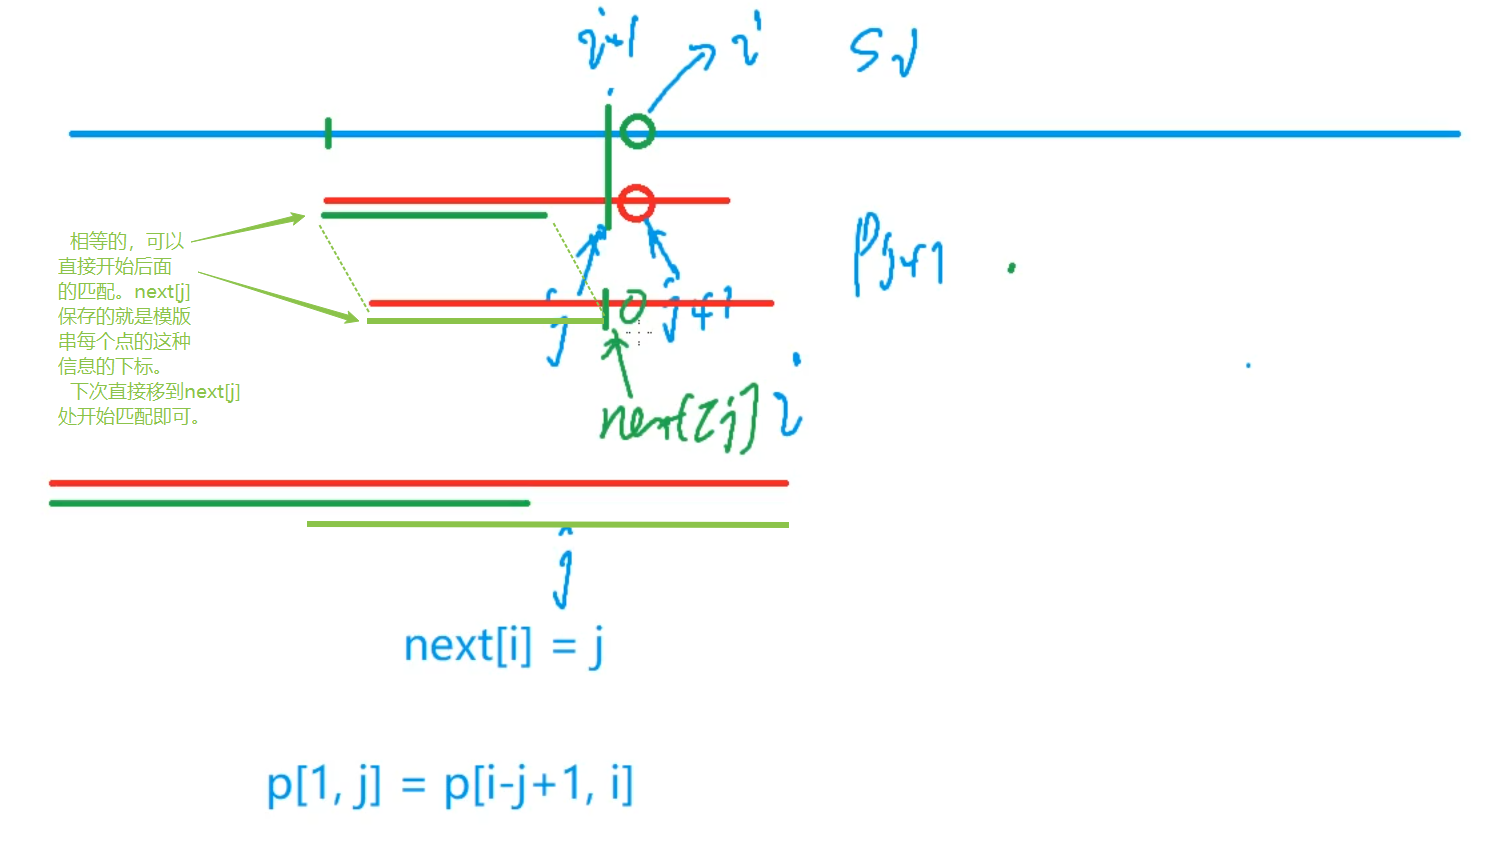 i-1
i
S i
相等的，可以
直接开始后面
的匹配。next[j]
保存的就是模版
串每个点的这种
信息的下标。
下次直接移到next[j]
处开始匹配即可。
Pj+1
j
j+1
next[j]
i
j
next[i] = j
p[1, j] = p[i-j+1, i]